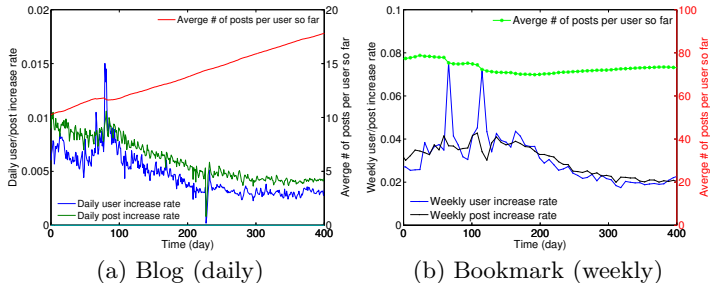 0.02
0.015
0.01
0.005
0
Daily user/post increase rate
Averge # of posts per user so far
20
15
10
5
0
Averge # of posts per user so far
Daily user increase rate
Daily post increase rate
0 100 200 300 400
Time (day)
(a) Blog (daily)
0.1
0.08
0.06
0.04
0.02
0
Weekly user/post increase rate
Averge # of posts per user so far
100
80
60
40
20
0
Averge # of posts per user so far
Weekly user increase rate
Weekly post increase rate
0 100 200 300 400
Time (day)
(b) Bookmark (weekly)